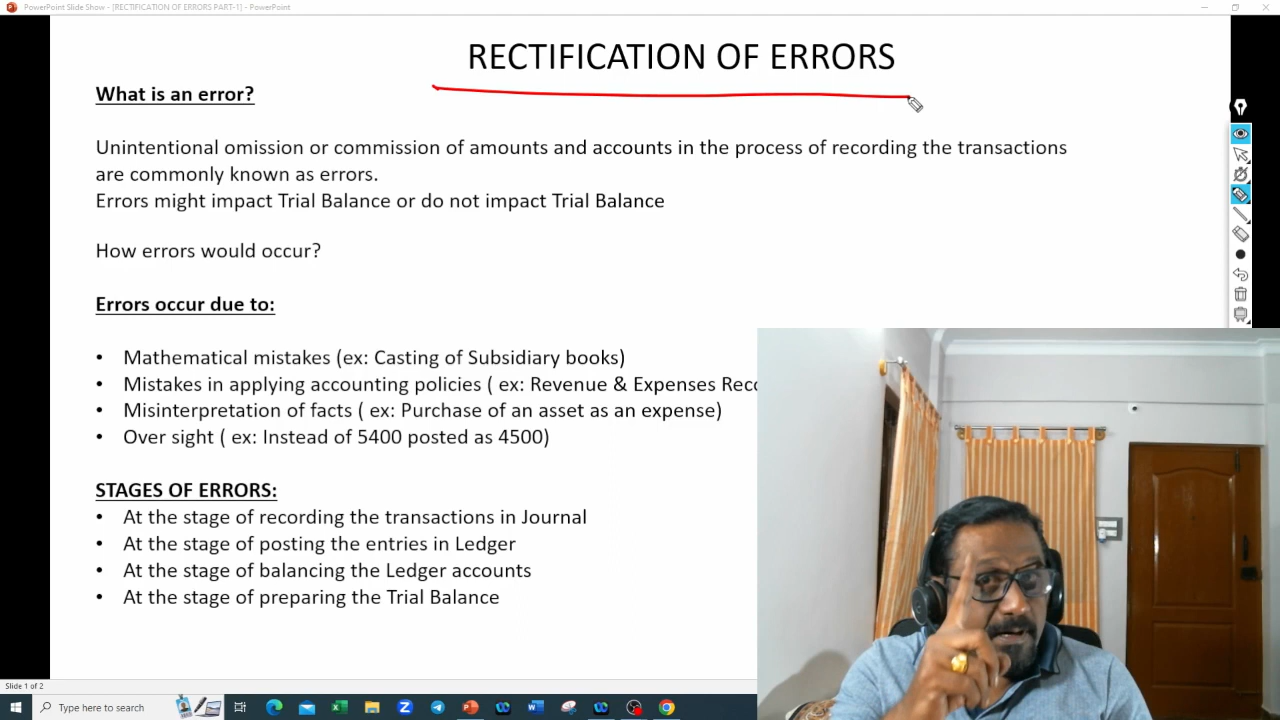 PowerPoint Slide Show - [RECTIFICATION OF ERRORS PART-1] - PowerPoint
RECTIFICATION OF ERRORS
What is an error?
Unintentional omission or commission of amounts and accounts in the process of recording the transactions
are commonly known as errors.
Errors might impact Trial Balance or do not impact Trial Balance
How errors would occur?
Errors occur due to:
• Mathematical mistakes (ex: Casting of Subsidiary books)
• Mistakes in applying accounting policies ( ex: Revenue & Expenses
• Misinterpretation of facts ( ex: Purchase of an asset as an expense)
• Over sight ( ex: Instead of 5400 posted as 4500)
STAGES OF ERRORS:
• At the stage of recording the transactions in Journal
• At the stage of posting the entries in Ledger
• At the stage of balancing the Ledger accounts
• At the stage of preparing the Trial Balance
Slide 1 of 2
Type here to search